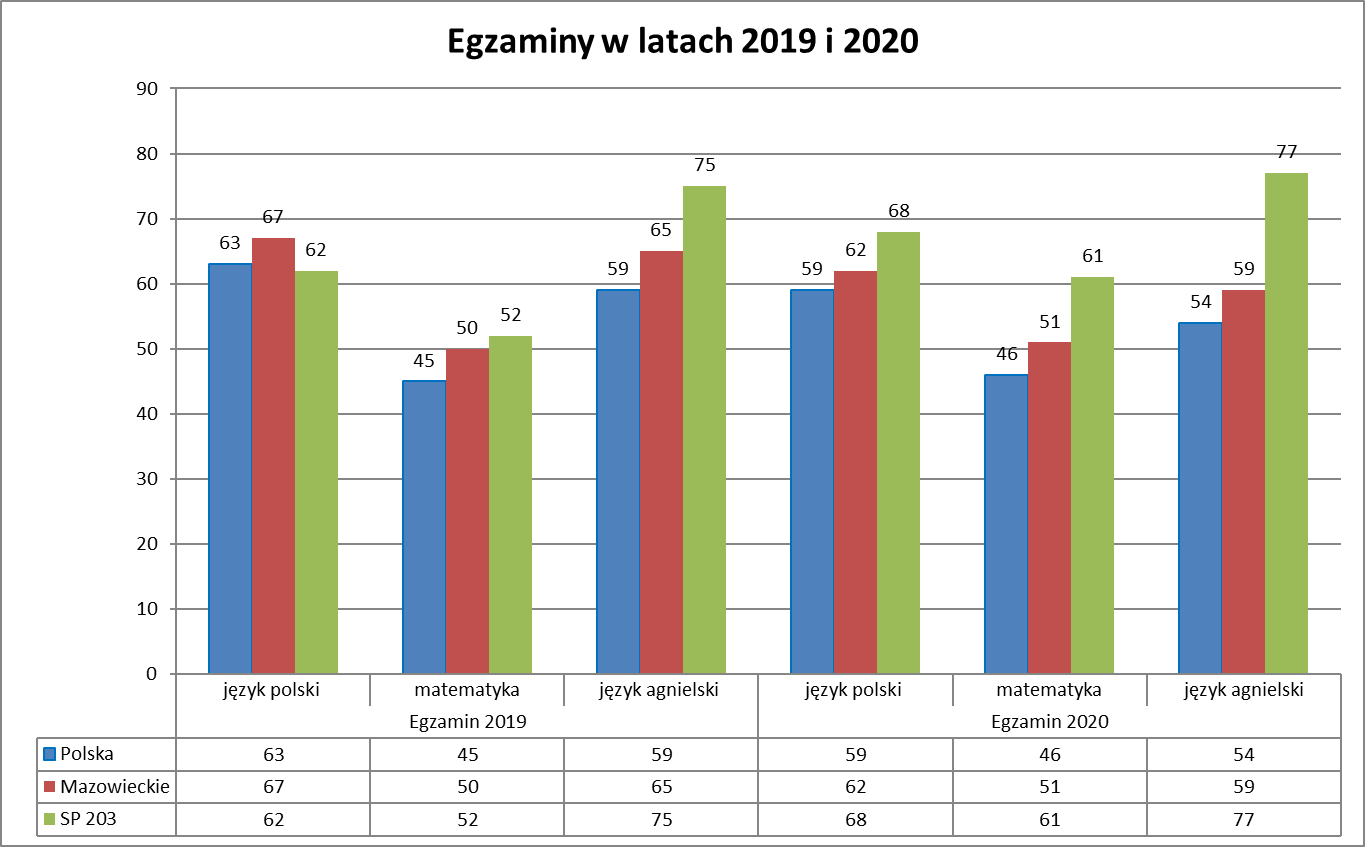 Egzaminy w latach 2019 i 2020
90
80
70
60
50
40
30
20
10
0
63 67 62 45 50 52 59 65 75 59 62 68 46 51 61 54 59 77
język polski matematyka język agnielski język polski matematyka język agnielski
Egzamin 2019 Egzamin 2020
Polska 63 45 59 59 46 54
Mazowieckie 67 50 65 62 51 59
SP 203 62 52 75 68 61 77